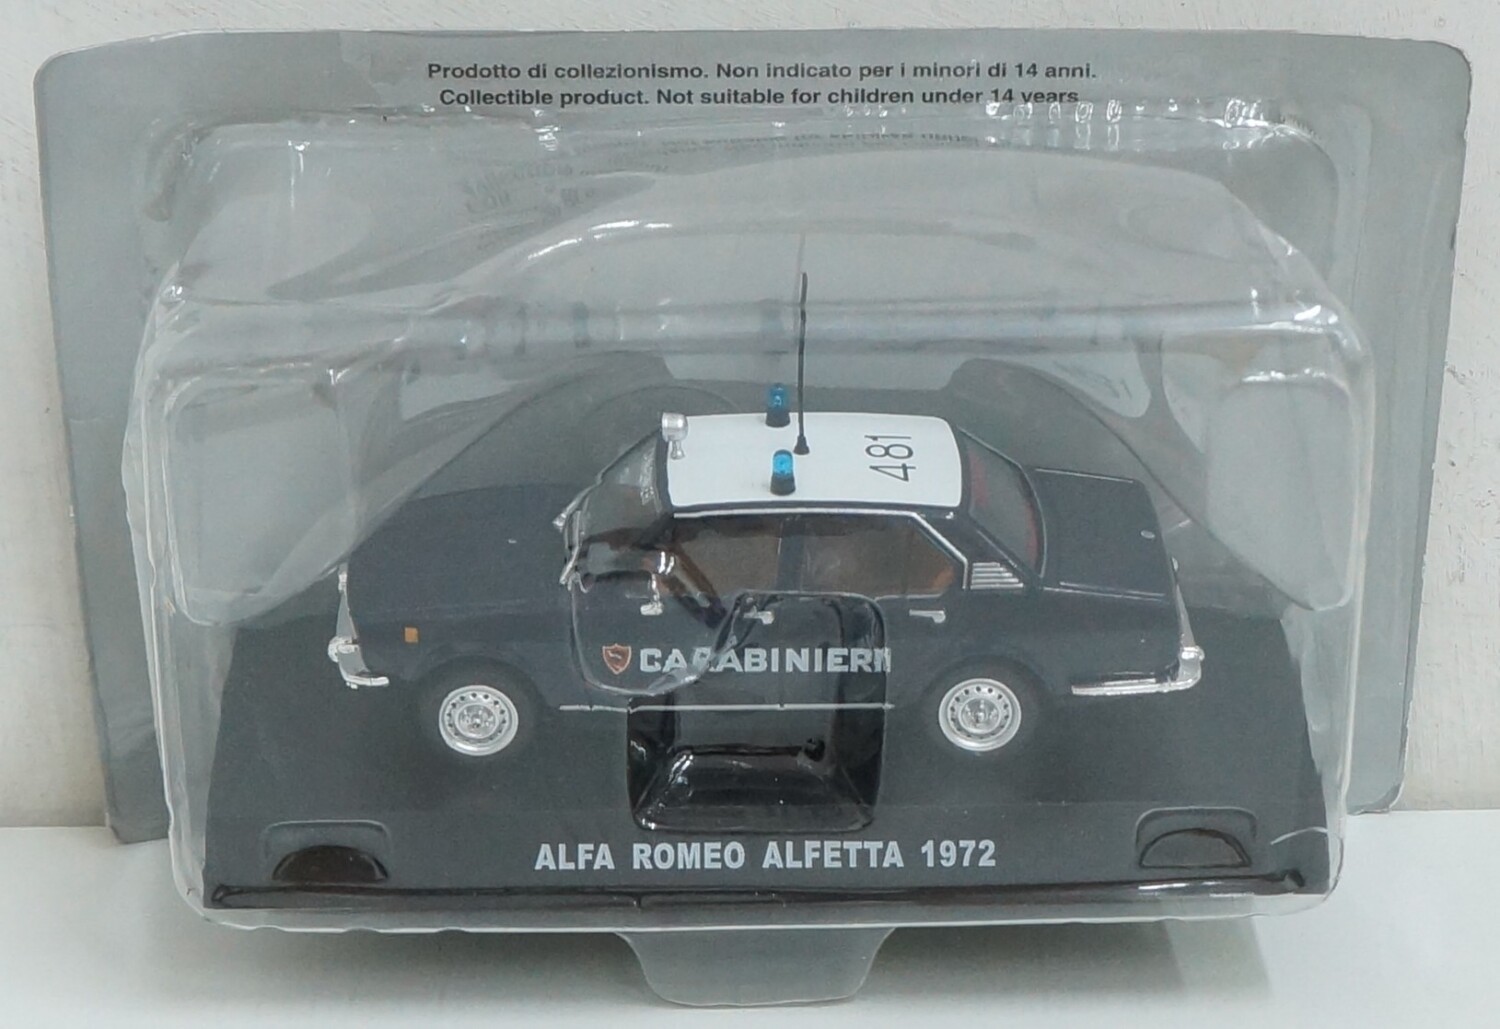 Prodotto di collezionismo. Non indicato per i minori di 14 anni.
Collectible product. Not suitable for children under 14 years
481
CARABINIERI
ALFA ROMEO ALFETTA 1972